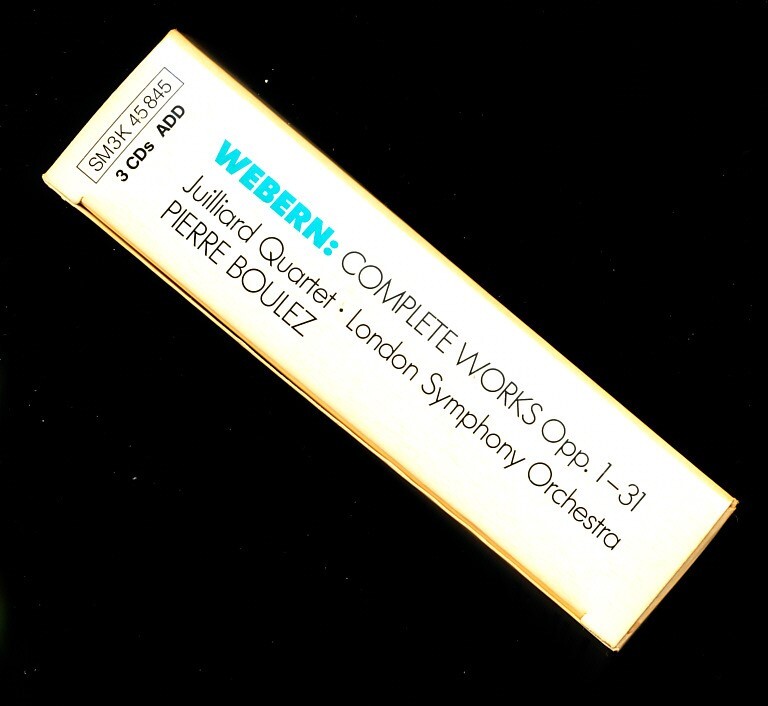 SM3K 45 845
3 CDs ADD
WEBERN: COMPLETE WORKS Opp. 1–31
Juilliard Quartet · London Symphony Orchestra
PIERRE BOULEZ